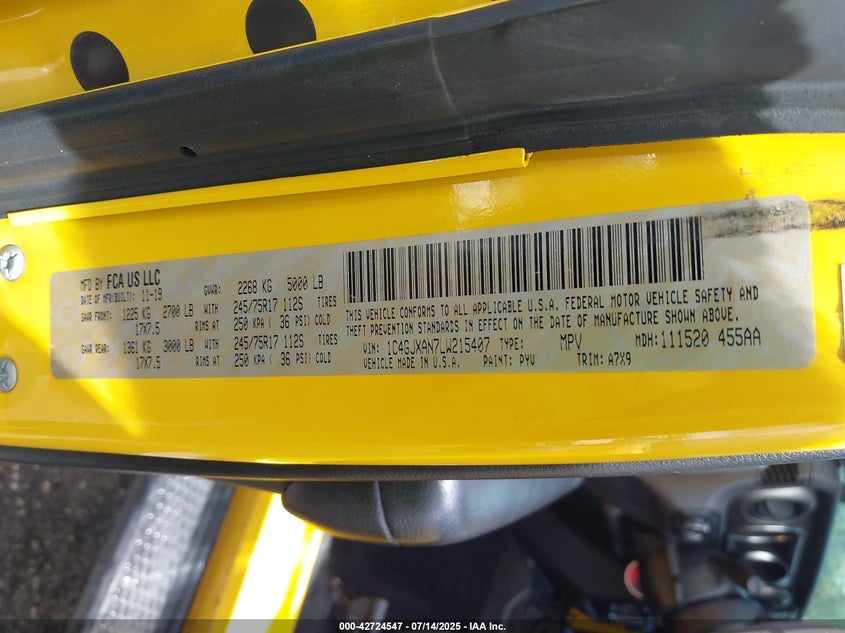 MFD BY FCA US LLC
DATE OF MFR(BUILT): 11-19 GVWR: 2268 KG 5000 LB
GAWR FRONT: 1225 KG 2700 LB WITH 245/75R17 112S TIRES
17X7.5 RIMS AT 250 KPA ( 36 PSI) COLD
GAWR REAR: 1361 KG 3000 LB WITH 245/75R17 112S TIRES
17X7.5 RIMS AT 250 KPA ( 36 PSI) COLD
THIS VEHICLE CONFORMS TO ALL APPLICABLE U.S.A. FEDERAL MOTOR VEHICLE SAFETY AND
THEFT PREVENTION STANDARDS IN EFFECT ON THE DATE OF MANUFACTURE SHOWN ABOVE.
VIN: 1C4GJXAN7LW215407 TYPE: MPV MDH: 111520 455AA
VEHICLE MADE IN U.S.A. PAINT: PYV TRIM: A7X9
000-42724547 - 07/14/2025 - IAA Inc.